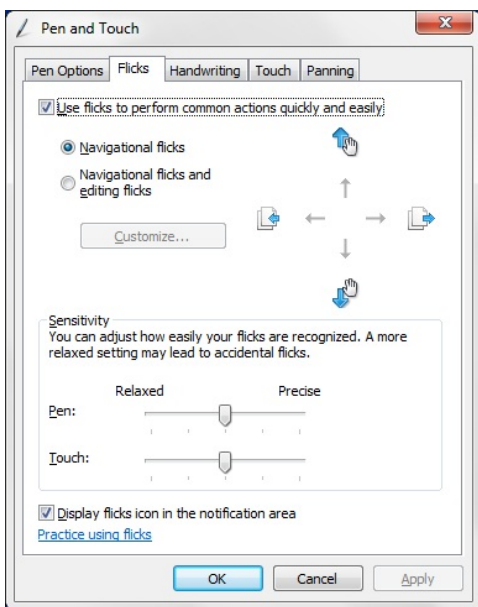 Pen and Touch
Pen Options Flicks Handwriting Touch Panning
Use flicks to perform common actions quickly and easily
Navigational flicks
Navigational flicks and
editing flicks
Customize...
Sensitivity
You can adjust how easily your flicks are recognized. A more
relaxed setting may lead to accidental flicks.
Relaxed Precise
Pen:
Touch:
Display flicks icon in the notification area
Practice using flicks
OK Cancel Apply